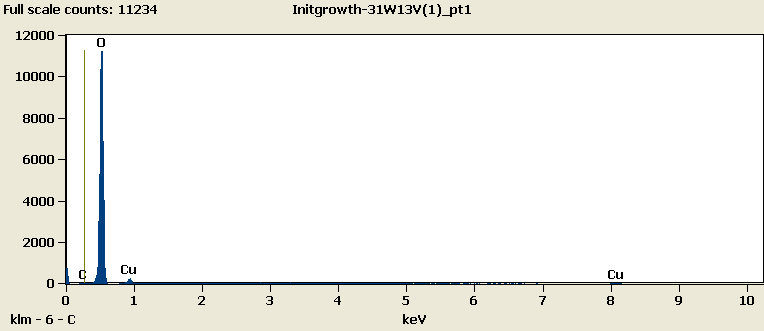 Full scale counts: 11234 Initgrowth-31W13V(1)_pt1
12000
O
10000
8000
6000
4000
2000
C Cu Cu
0
0 1 2 3 4 5 6 7 8 9 10
klm - 6 - C keV